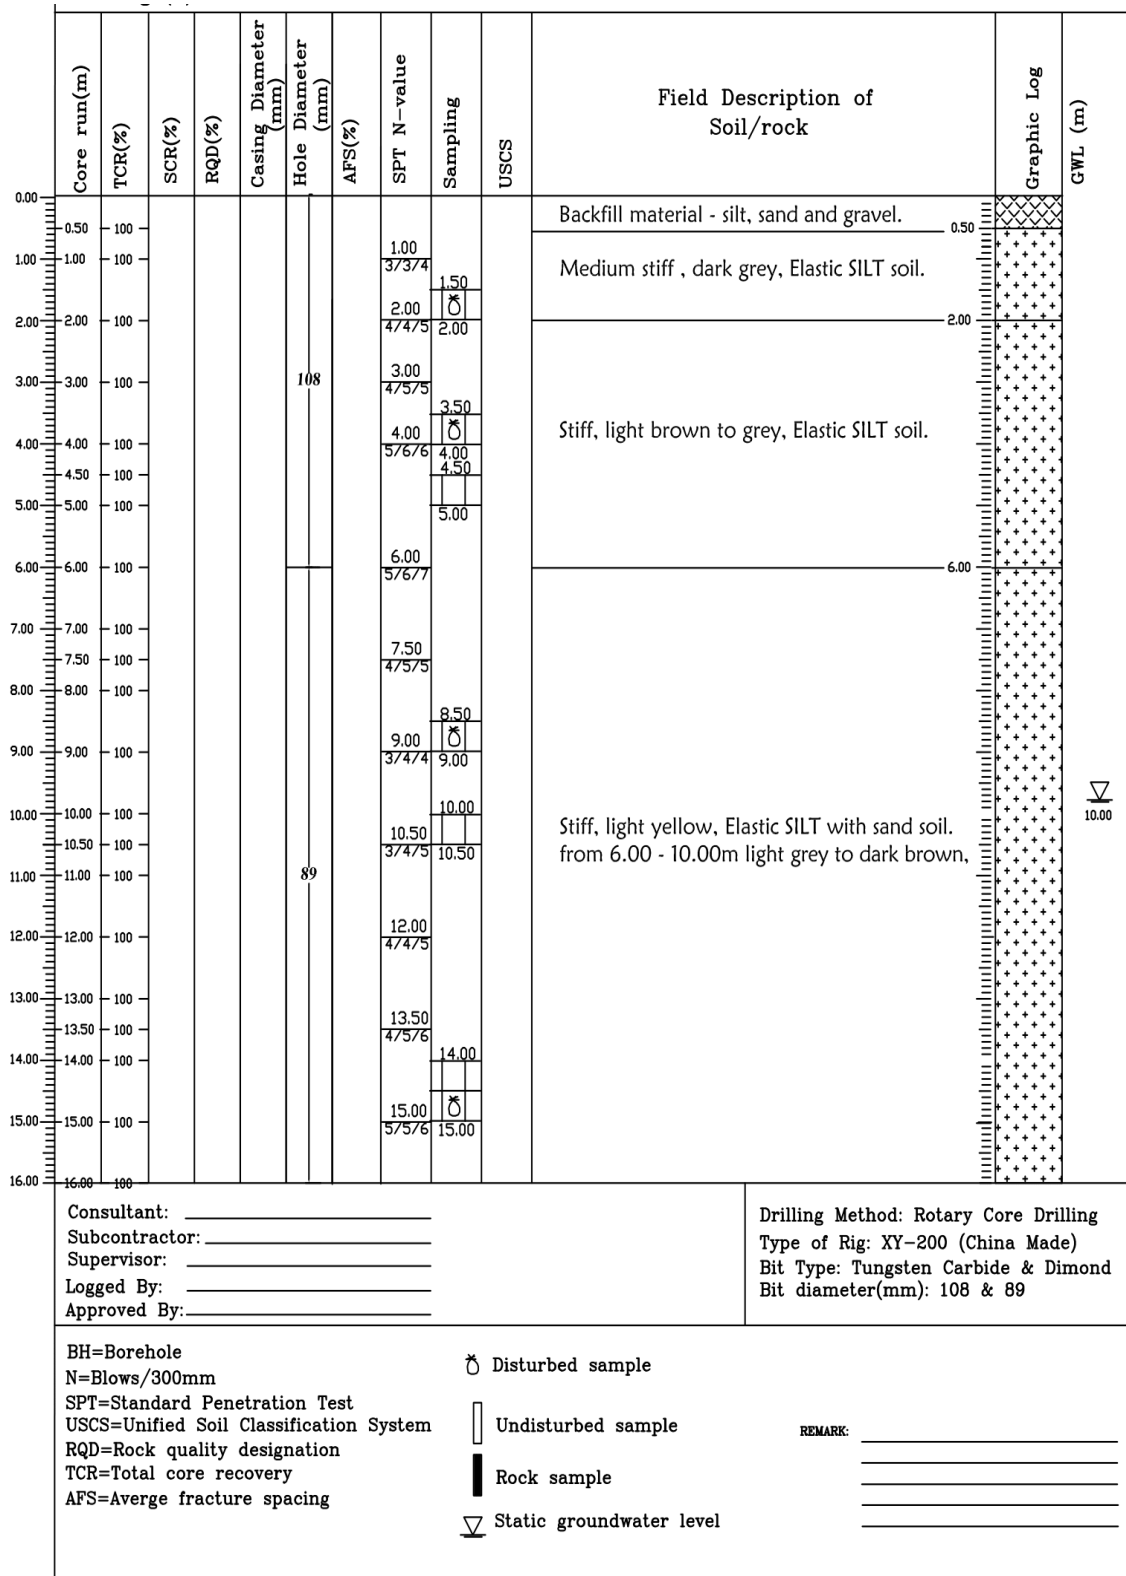 Core run(m)
TCR(%)
SCR(%)
RQD(%)
Casing Diameter
(mm)
Hole Diameter
(mm)
AFS(%)
SPT N-value
Sampling
USCS
Field Description of
Soil/rock
Graphic Log
GWL (m)
0.00
Backfill material - silt, sand and gravel.
0.50 100 0.50
1.00
1.00 1.00 100 3/3/4
Medium stiff , dark grey, Elastic SILT soil.
1.50
2.00
2.00 2.00 100 4/4/5 2.00 2.00
3.00
3.00 3.00 100 108 4/5/5
3.50
4.00 Stiff, light brown to grey, Elastic SILT soil.
4.00 4.00 100 5/6/6 4.00
4.50
4.50 100
5.00 5.00 100 5.00
6.00
6.00 6.00 100 5/6/7 6.00
7.00 7.00 100
7.50
7.50 100 4/5/5
8.00 8.00 100
8.50
9.00
9.00 9.00 100 3/4/4 9.00
10.00
10.00 10.00 100 10.00
10.50 Stiff, light yellow, Elastic SILT with sand soil.
10.50 100 3/4/5 10.50 from 6.00 - 10.00m light grey to dark brown,
11.00 11.00 100 89
12.00
12.00 12.00 100 4/4/5
13.00 13.00 100
13.50
13.50 100 4/5/6
14.00
14.00 14.00 100
15.00
15.00 15.00 100 5/5/6 15.00
16.00 16.00 100
Consultant:
Subcontractor:
Supervisor:
Logged By:
Approved By:
Drilling Method: Rotary Core Drilling
Type of Rig: XY-200 (China Made)
Bit Type: Tungsten Carbide & Dimond
Bit diameter(mm): 108 & 89
BH=Borehole
N=Blows/300mm
SPT=Standard Penetration Test
USCS=Unified Soil Classification System
RQD=Rock quality designation
TCR=Total core recovery
AFS=Averge fracture spacing
Disturbed sample
Undisturbed sample
Rock sample
Static groundwater level
REMARK: